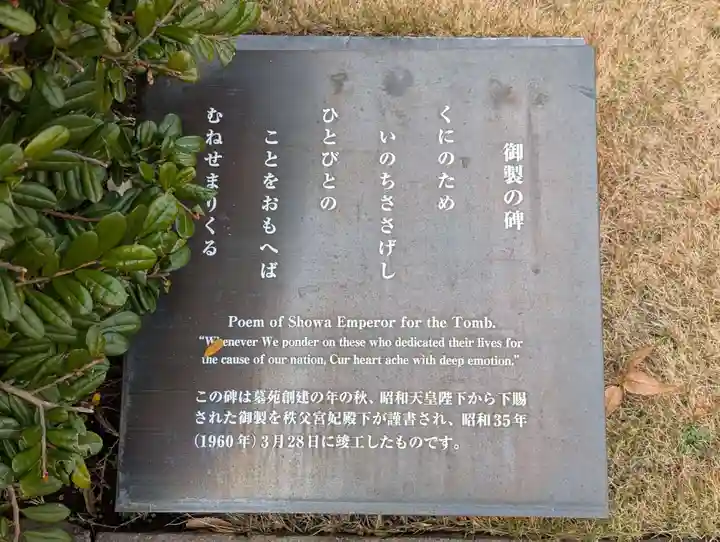 御製の碑
くにのため
いのちささげし
ひとびとの
ことをおもへば
むねせまりくる
Poem of Showa Emperor for the Tomb.
“Whenever We ponder on these who dedicated their lives for
the cause of our nation, Cur heart ache with deep emotion.”
この碑は墓苑創建の年の秋、昭和天皇陛下から下賜
された御製を秩父宮妃殿下が謹書され、昭和35年
(1960年)3月28日に竣工したものです。